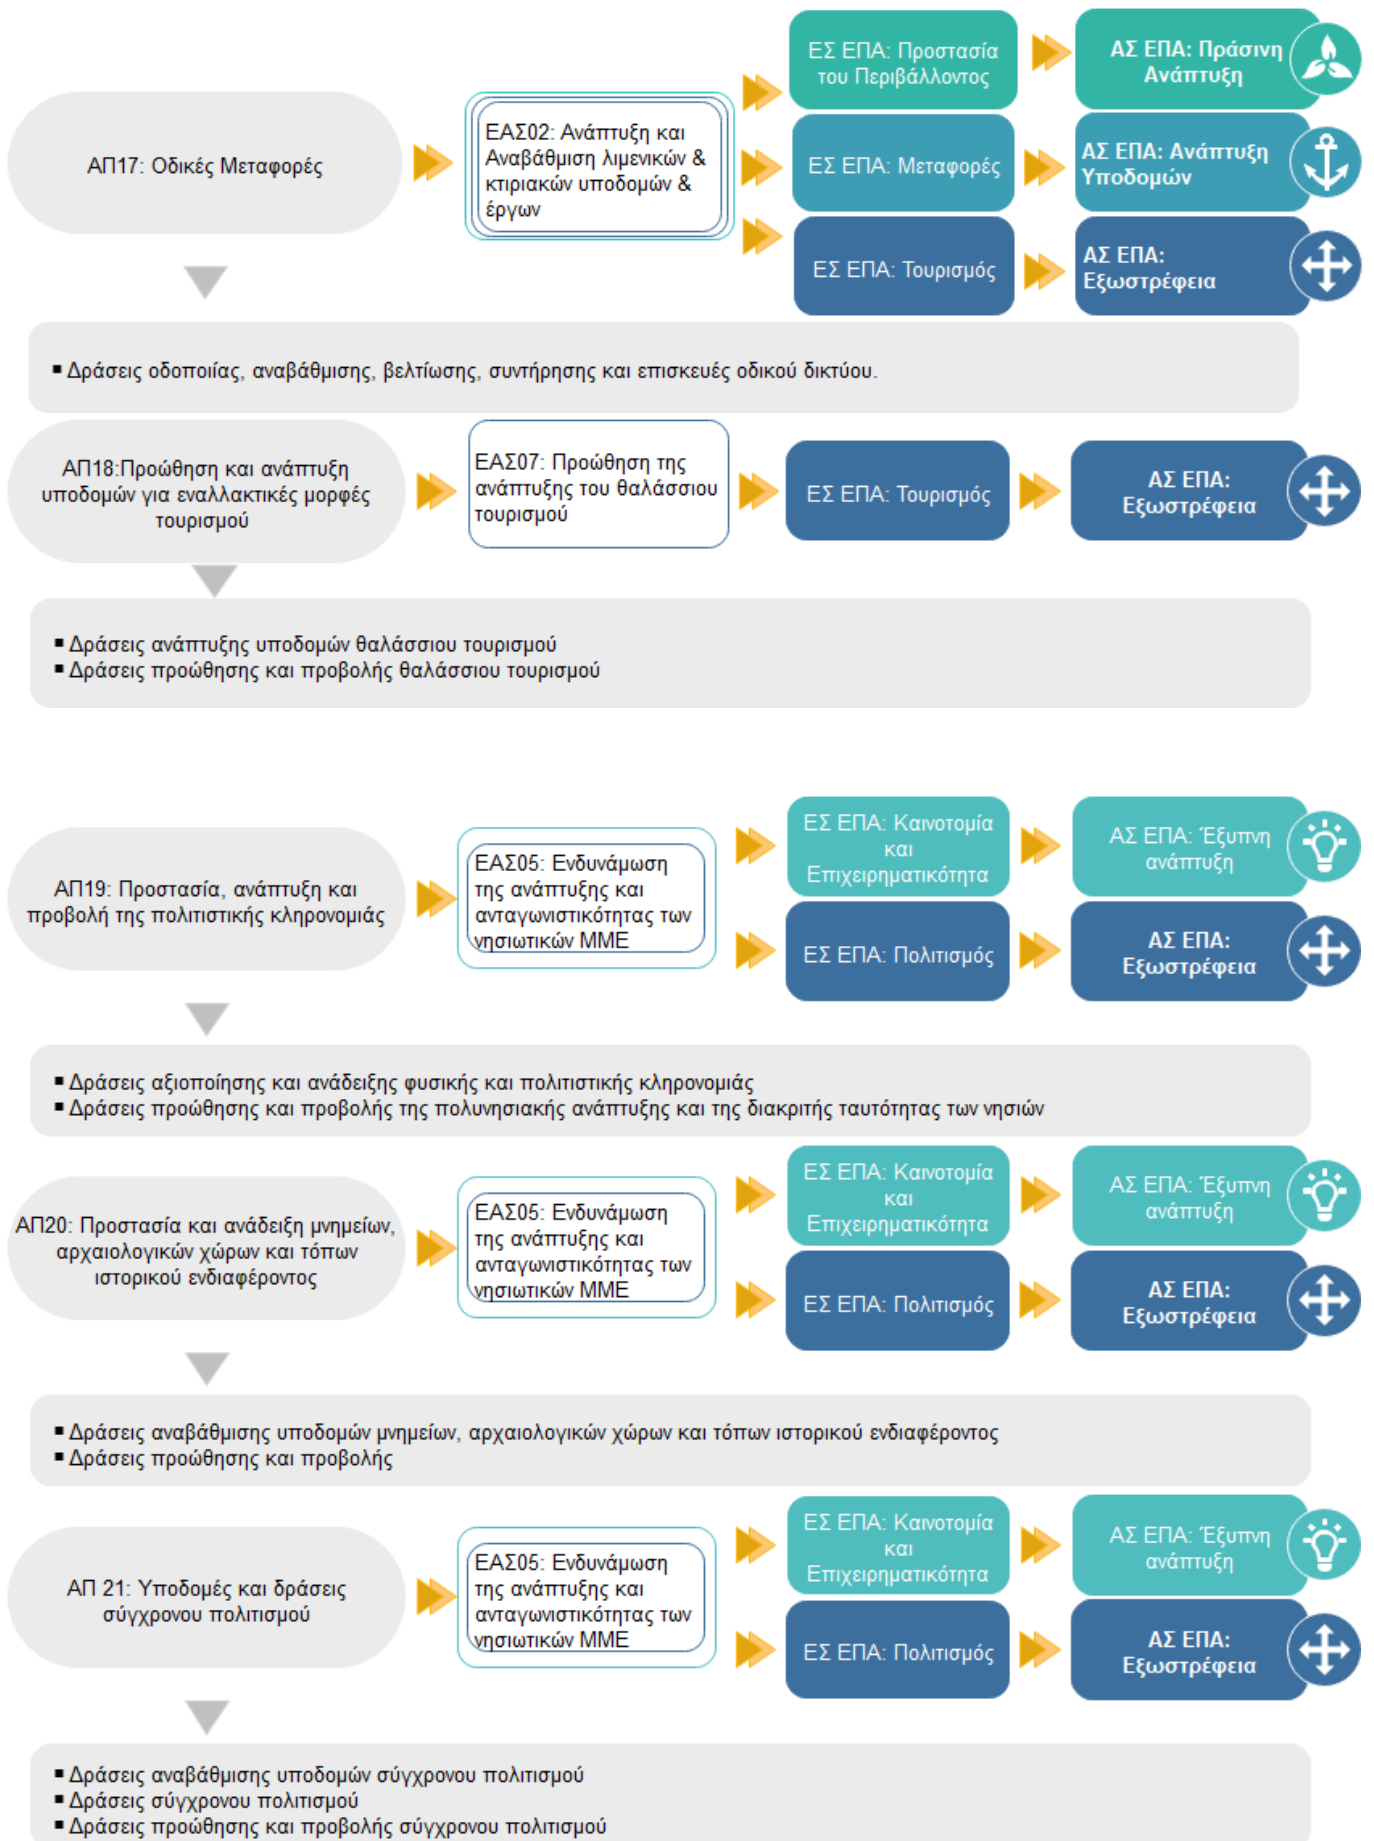 ΑΠ17: Οδικές Μεταφορές
ΕΑΣ02: Ανάπτυξη και
Αναβάθμιση λιμενικών &
κτιριακών υποδομών &
έργων
ΕΣ ΕΠΑ: Προστασία
του Περιβάλλοντος
ΑΣ ΕΠΑ: Πράσινη
Ανάπτυξη
ΕΣ ΕΠΑ: Μεταφορές
ΑΣ ΕΠΑ: Ανάπτυξη
Υποδομών
ΕΣ ΕΠΑ: Τουρισμός
ΑΣ ΕΠΑ:
Εξωστρέφεια
▪ Δράσεις οδοποιίας, αναβάθμισης, βελτίωσης, συντήρησης και επισκευές οδικού δικτύου.
ΑΠ18:Προώθηση και ανάπτυξη
υποδομών για εναλλακτικές μορφές
τουρισμού
ΕΑΣ07: Προώθηση της
ανάπτυξης του θαλάσσιου
τουρισμού
ΕΣ ΕΠΑ: Τουρισμός
ΑΣ ΕΠΑ:
Εξωστρέφεια
▪ Δράσεις ανάπτυξης υποδομών θαλάσσιου τουρισμού
▪ Δράσεις προώθησης και προβολής θαλάσσιου τουρισμού
ΑΠ19: Προστασία, ανάπτυξη και
προβολή της πολιτιστικής κληρονομιάς
ΕΑΣ05: Ενδυνάμωση
της ανάπτυξης και
ανταγωνιστικότητας των
νησιωτικών ΜΜΕ
ΕΣ ΕΠΑ: Καινοτομία
και
Επιχειρηματικότητα
ΑΣ ΕΠΑ: Έξυπνη
ανάπτυξη
ΕΣ ΕΠΑ: Πολιτισμός
ΑΣ ΕΠΑ:
Εξωστρέφεια
▪ Δράσεις αξιοποίησης και ανάδειξης φυσικής και πολιτιστικής κληρονομιάς
▪ Δράσεις προώθησης και προβολής της πολυνησιακής ανάπτυξης και της διακριτής ταυτότητας των νησιών
ΑΠ20: Προστασία και ανάδειξη μνημείων,
αρχαιολογικών χώρων και τόπων
ιστορικού ενδιαφέροντος
ΕΑΣ05: Ενδυνάμωση
της ανάπτυξης και
ανταγωνιστικότητας των
νησιωτικών ΜΜΕ
ΕΣ ΕΠΑ: Καινοτομία
και
Επιχειρηματικότητα
ΑΣ ΕΠΑ: Έξυπνη
ανάπτυξη
ΕΣ ΕΠΑ: Πολιτισμός
ΑΣ ΕΠΑ:
Εξωστρέφεια
▪ Δράσεις αναβάθμισης υποδομών μνημείων, αρχαιολογικών χώρων και τόπων ιστορικού ενδιαφέροντος
▪ Δράσεις προώθησης και προβολής
ΑΠ 21: Υποδομές και δράσεις
σύγχρονου πολιτισμού
ΕΑΣ05: Ενδυνάμωση
της ανάπτυξης και
ανταγωνιστικότητας των
νησιωτικών ΜΜΕ
ΕΣ ΕΠΑ: Καινοτομία
και
Επιχειρηματικότητα
ΑΣ ΕΠΑ: Έξυπνη
ανάπτυξη
ΕΣ ΕΠΑ: Πολιτισμός
ΑΣ ΕΠΑ:
Εξωστρέφεια
▪ Δράσεις αναβάθμισης υποδομών σύγχρονου πολιτισμού
▪ Δράσεις σύγχρονου πολιτισμού
▪ Δράσεις προώθησης και προβολής σύγχρονου πολιτισμού